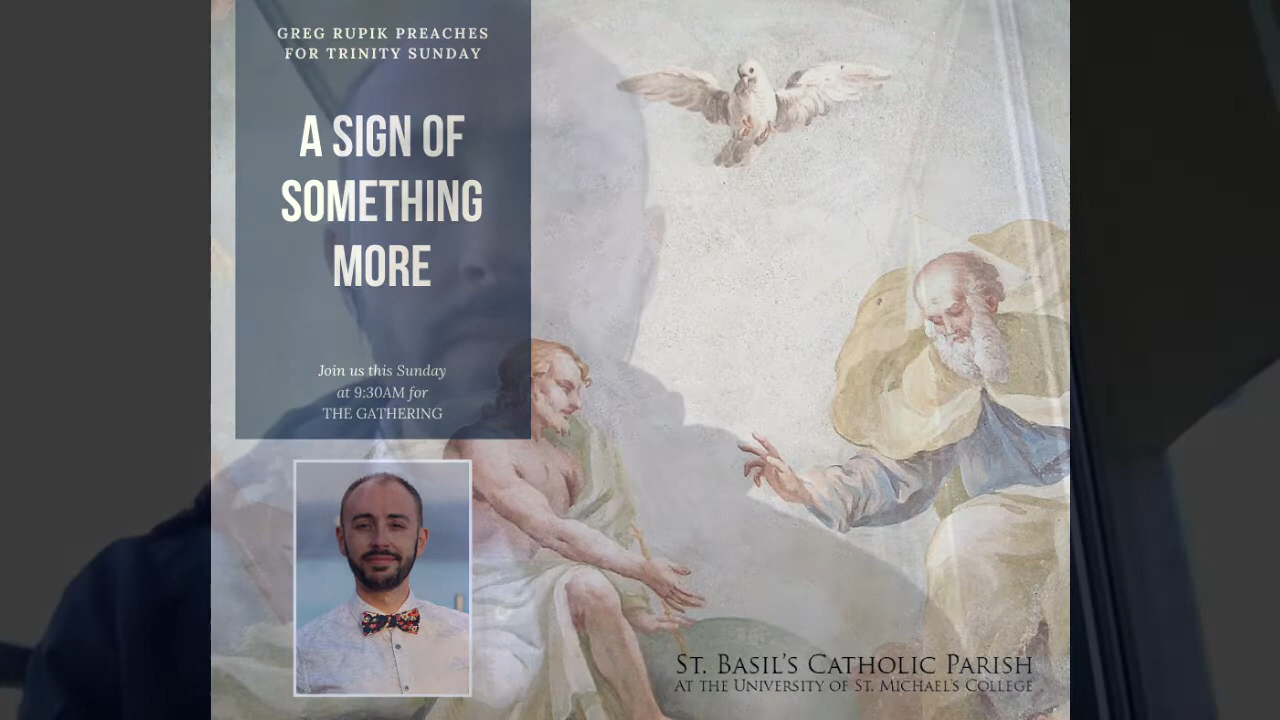 GREG RUPIK PREACHES
FOR TRINITY SUNDAY
A SIGN OF
SOMETHING
MORE
Join us this Sunday
at 9:30AM for
THE GATHERING
ST. BASIL'S CATHOLIC PARISH
AT THE UNIVERSITY OF ST. MICHAEL'S COLLEGE